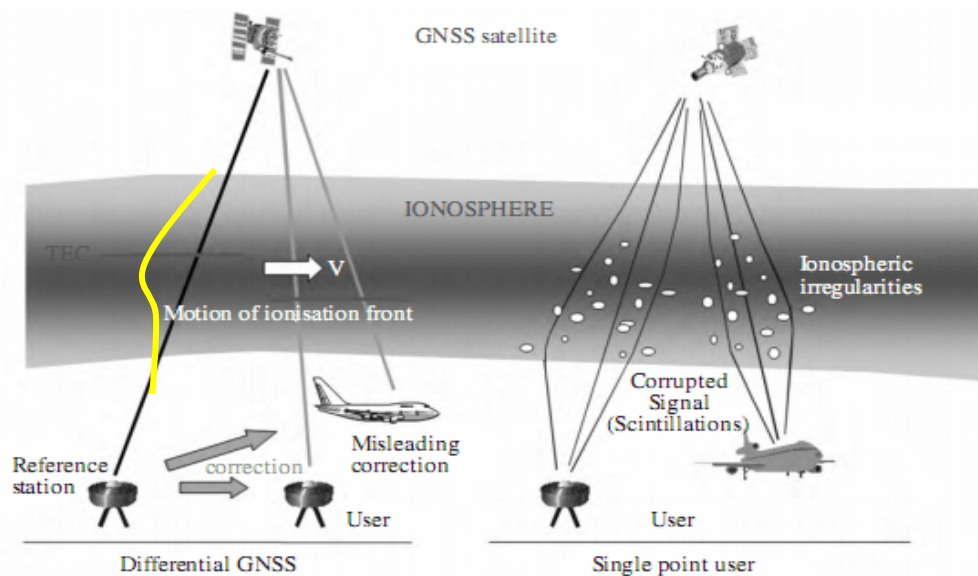 GNSS satellite
IONOSPHERE
TEC
V
Motion of ionisation front
Ionospheric
irregularities
Corrupted
Signal
(Scintillations)
Misleading
correction
Reference
station
correction
User
User
Differential GNSS
Single point user